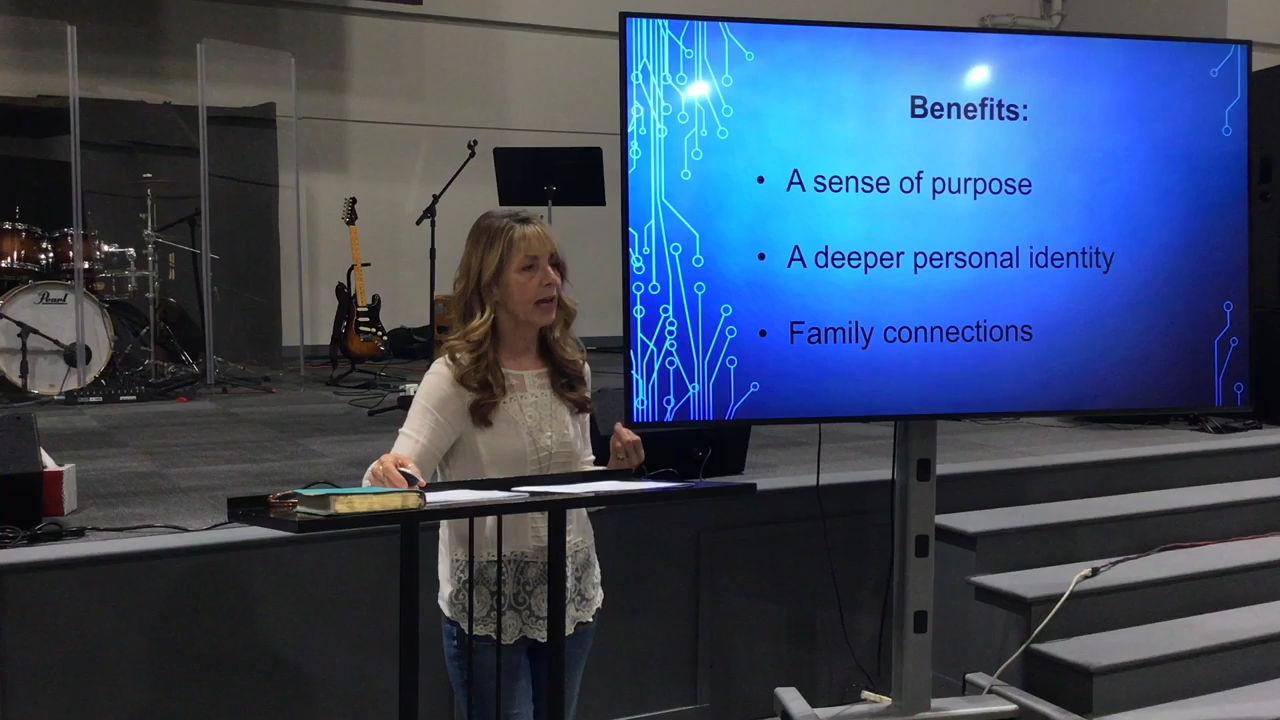 Benefits:
• A sense of purpose
• A deeper personal identity
• Family connections
Pearl